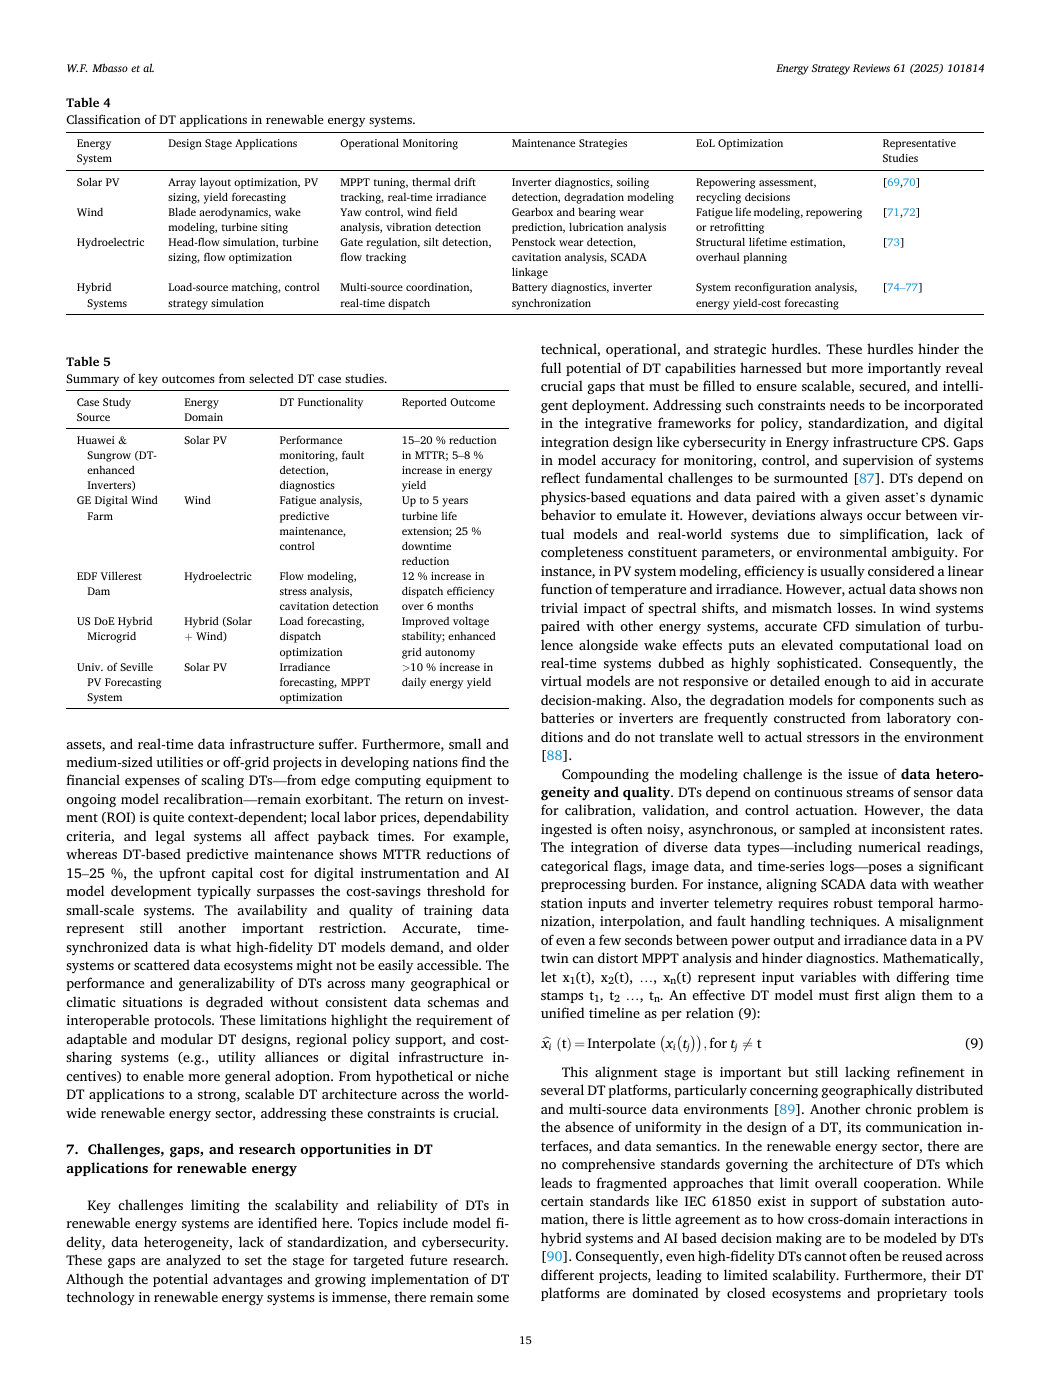 W.F. Mbasso et al.
Energy Strategy Reviews 61 (2025) 101814
Table 4
Classification of DT applications in renewable energy systems.
Energy System | Design Stage Applications | Operational Monitoring | Maintenance Strategies | EoL Optimization | Representative Studies
Solar PV | Array layout optimization, PV sizing, yield forecasting | MPPT tuning, thermal drift tracking, real-time irradiance | Inverter diagnostics, soiling detection, degradation modeling | Repowering assessment, recycling decisions | [69,70]
Wind | Blade aerodynamics, wake modeling, turbine siting | Yaw control, wind field analysis, vibration detection | Gearbox and bearing wear prediction, lubrication analysis | Fatigue life modeling, repowering or retrofitting | [71,72]
Hydroelectric | Head-flow simulation, turbine sizing, flow optimization | Gate regulation, silt detection, flow tracking | Penstock wear detection, cavitation analysis, SCADA linkage | Structural lifetime estimation, overhaul planning | [73]
Hybrid Systems | Load-source matching, control strategy simulation | Multi-source coordination, real-time dispatch | Battery diagnostics, inverter synchronization | System reconfiguration analysis, energy yield-cost forecasting | [74–77]
Table 5
Summary of key outcomes from selected DT case studies.
Case Study Source | Energy Domain | DT Functionality | Reported Outcome
Huawei & Sungrow (DT-enhanced Inverters) | Solar PV | Performance monitoring, fault detection, diagnostics | 15–20 % reduction in MTTR; 5–8 % increase in energy yield
GE Digital Wind Farm | Wind | Fatigue analysis, predictive maintenance, control | Up to 5 years turbine life extension; 25 % downtime reduction
EDF Villerest Dam | Hydroelectric | Flow modeling, stress analysis, cavitation detection | 12 % increase in dispatch efficiency over 6 months
US DoE Hybrid Microgrid | Hybrid (Solar + Wind) | Load forecasting, dispatch optimization | Improved voltage stability; enhanced grid autonomy
Univ. of Seville PV Forecasting System | Solar PV | Irradiance forecasting, MPPT optimization | >10 % increase in daily energy yield
assets, and real-time data infrastructure suffer. Furthermore, small and
medium-sized utilities or off-grid projects in developing nations find the
financial expenses of scaling DTs—from edge computing equipment to
ongoing model recalibration—remain exorbitant. The return on invest-
ment (ROI) is quite context-dependent; local labor prices, dependability
criteria, and legal systems all affect payback times. For example,
whereas DT-based predictive maintenance shows MTTR reductions of
15–25 %, the upfront capital cost for digital instrumentation and AI
model development typically surpasses the cost-savings threshold for
small-scale systems. The availability and quality of training data
represent still another important restriction. Accurate, time-
synchronized data is what high-fidelity DT models demand, and older
systems or scattered data ecosystems might not be easily accessible. The
performance and generalizability of DTs across many geographical or
climatic situations is degraded without consistent data schemas and
interoperable protocols. These limitations highlight the requirement of
adaptable and modular DT designs, regional policy support, and cost-
sharing systems (e.g., utility alliances or digital infrastructure in-
centives) to enable more general adoption. From hypothetical or niche
DT applications to a strong, scalable DT architecture across the world-
wide renewable energy sector, addressing these constraints is crucial.
7. Challenges, gaps, and research opportunities in DT
applications for renewable energy
Key challenges limiting the scalability and reliability of DTs in
renewable energy systems are identified here. Topics include model fi-
delity, data heterogeneity, lack of standardization, and cybersecurity.
These gaps are analyzed to set the stage for targeted future research.
Although the potential advantages and growing implementation of DT
technology in renewable energy systems is immense, there remain some
technical, operational, and strategic hurdles. These hurdles hinder the
full potential of DT capabilities harnessed but more importantly reveal
crucial gaps that must be filled to ensure scalable, secured, and intelli-
gent deployment. Addressing such constraints needs to be incorporated
in the integrative frameworks for policy, standardization, and digital
integration design like cybersecurity in Energy infrastructure CPS. Gaps
in model accuracy for monitoring, control, and supervision of systems
reflect fundamental challenges to be surmounted [87]. DTs depend on
physics-based equations and data paired with a given asset's dynamic
behavior to emulate it. However, deviations always occur between vir-
tual models and real-world systems due to simplification, lack of
completeness constituent parameters, or environmental ambiguity. For
instance, in PV system modeling, efficiency is usually considered a linear
function of temperature and irradiance. However, actual data shows non
trivial impact of spectral shifts, and mismatch losses. In wind systems
paired with other energy systems, accurate CFD simulation of turbu-
lence alongside wake effects puts an elevated computational load on
real-time systems dubbed as highly sophisticated. Consequently, the
virtual models are not responsive or detailed enough to aid in accurate
decision-making. Also, the degradation models for components such as
batteries or inverters are frequently constructed from laboratory con-
ditions and do not translate well to actual stressors in the environment
[88].
Compounding the modeling challenge is the issue of data hetero-
geneity and quality. DTs depend on continuous streams of sensor data
for calibration, validation, and control actuation. However, the data
ingested is often noisy, asynchronous, or sampled at inconsistent rates.
The integration of diverse data types—including numerical readings,
categorical flags, image data, and time-series logs—poses a significant
preprocessing burden. For instance, aligning SCADA data with weather
station inputs and inverter telemetry requires robust temporal harmo-
nization, interpolation, and fault handling techniques. A misalignment
of even a few seconds between power output and irradiance data in a PV
twin can distort MPPT analysis and hinder diagnostics. Mathematically,
let x₁(t), x₂(t), …, xₙ(t) represent input variables with differing time
stamps t₁, t₂ …, tₙ. An effective DT model must first align them to a
unified timeline as per relation (9):
x̂ᵢ (t) = Interpolate (xᵢ(tⱼ)), for tⱼ ≠ t (9)
This alignment stage is important but still lacking refinement in
several DT platforms, particularly concerning geographically distributed
and multi-source data environments [89]. Another chronic problem is
the absence of uniformity in the design of a DT, its communication in-
terfaces, and data semantics. In the renewable energy sector, there are
no comprehensive standards governing the architecture of DTs which
leads to fragmented approaches that limit overall cooperation. While
certain standards like IEC 61850 exist in support of substation auto-
mation, there is little agreement as to how cross-domain interactions in
hybrid systems and AI based decision making are to be modeled by DTs
[90]. Consequently, even high-fidelity DTs cannot often be reused across
different projects, leading to limited scalability. Furthermore, their DT
platforms are dominated by closed ecosystems and proprietary tools
15